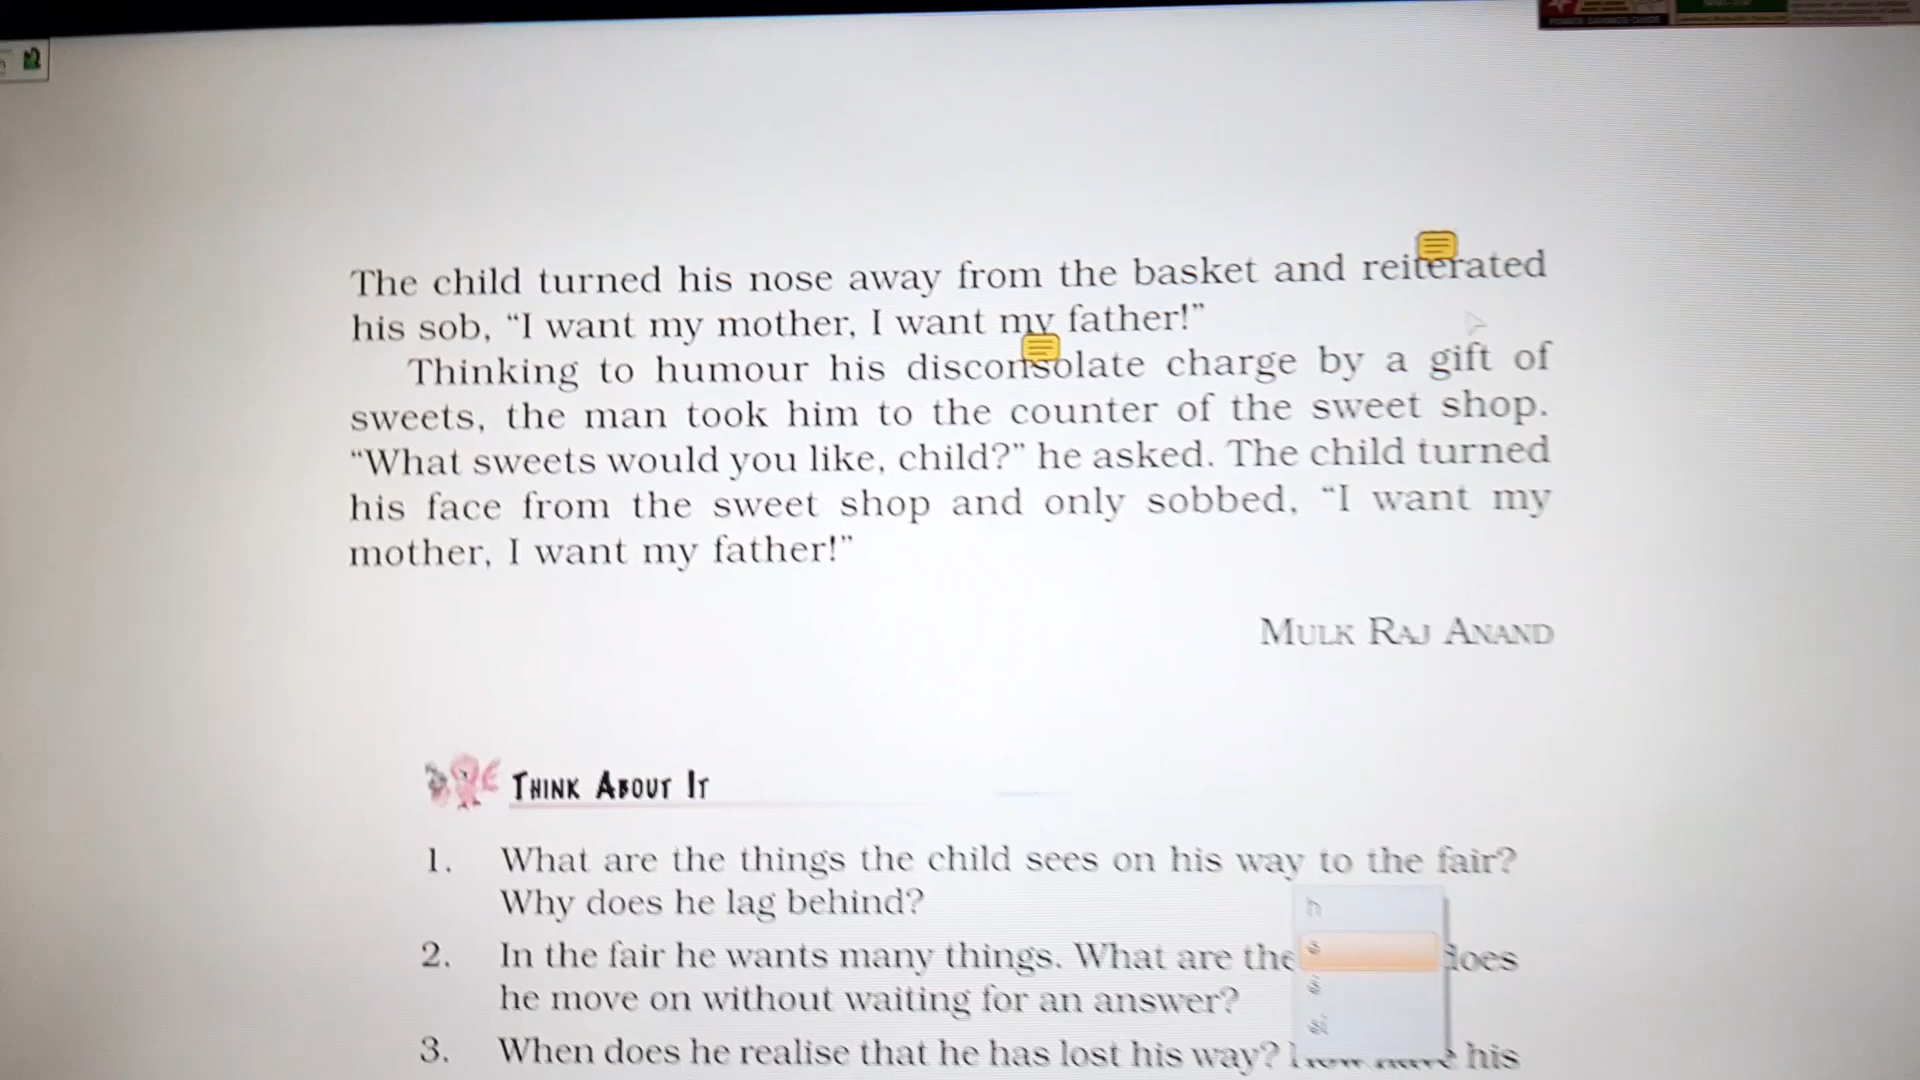 The child turned his nose away from the basket and reiterated
his sob, “I want my mother, I want my father!”
Thinking to humour his disconsolate charge by a gift of
sweets, the man took him to the counter of the sweet shop.
“What sweets would you like, child?” he asked. The child turned
his face from the sweet shop and only sobbed, “I want my
mother, I want my father!”
MULK RAJ ANAND
THINK ABOUT IT
1. What are the things the child sees on his way to the fair?
Why does he lag behind?
2. In the fair he wants many things. What are the does
he move on without waiting for an answer?
3. When does he realise that he has lost his way? his